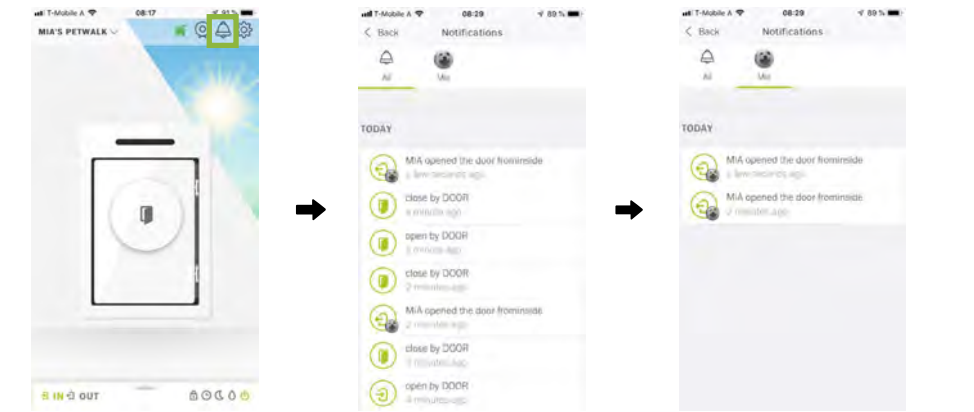 T-Mobile A 08:17 91 %
MIA'S PETWALK
IN OUT
T-Mobile A 08:29 89 %
Back Notifications
All Mia
TODAY
MiA opened the door frominside
a few seconds ago
close by DOOR
a minute ago
open by DOOR
a minute ago
close by DOOR
2 minutes ago
MiA opened the door frominside
2 minutes ago
close by DOOR
3 minutes ago
open by DOOR
4 minutes ago
T-Mobile A 08:29 89 %
Back Notifications
All Mia
TODAY
MiA opened the door frominside
a few seconds ago
MiA opened the door frominside
2 minutes ago